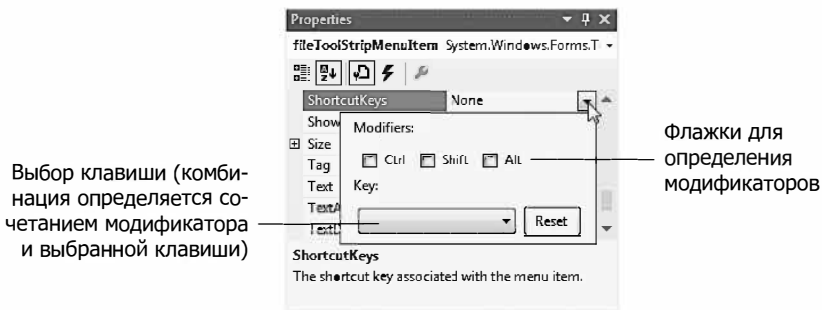 Properties
fileToolStripMenuItem System.Windows.Forms.T
ShortcutKeys None
Show
Size
Tag
Text
TextA
Modifiers:
Ctrl Shift Alt
Key:
Reset
ShortcutKeys
The shortcut key associated with the menu item.
Выбор клавиши (комби-
нация определяется со-
четанием модификатора
и выбранной клавиши)
Флажки для
определения
модификаторов